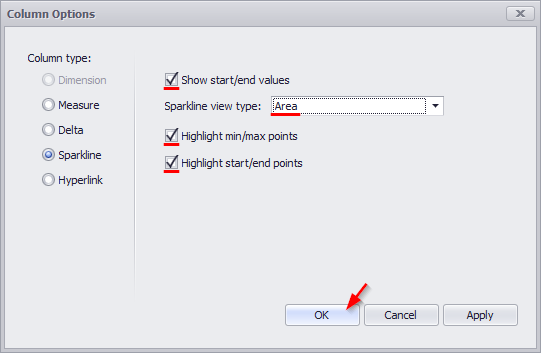 Column Options
Column type:
Dimension
Measure
Delta
Sparkline
Hyperlink
Show start/end values
Sparkline view type: Area
Highlight min/max points
Highlight start/end points
OK Cancel Apply